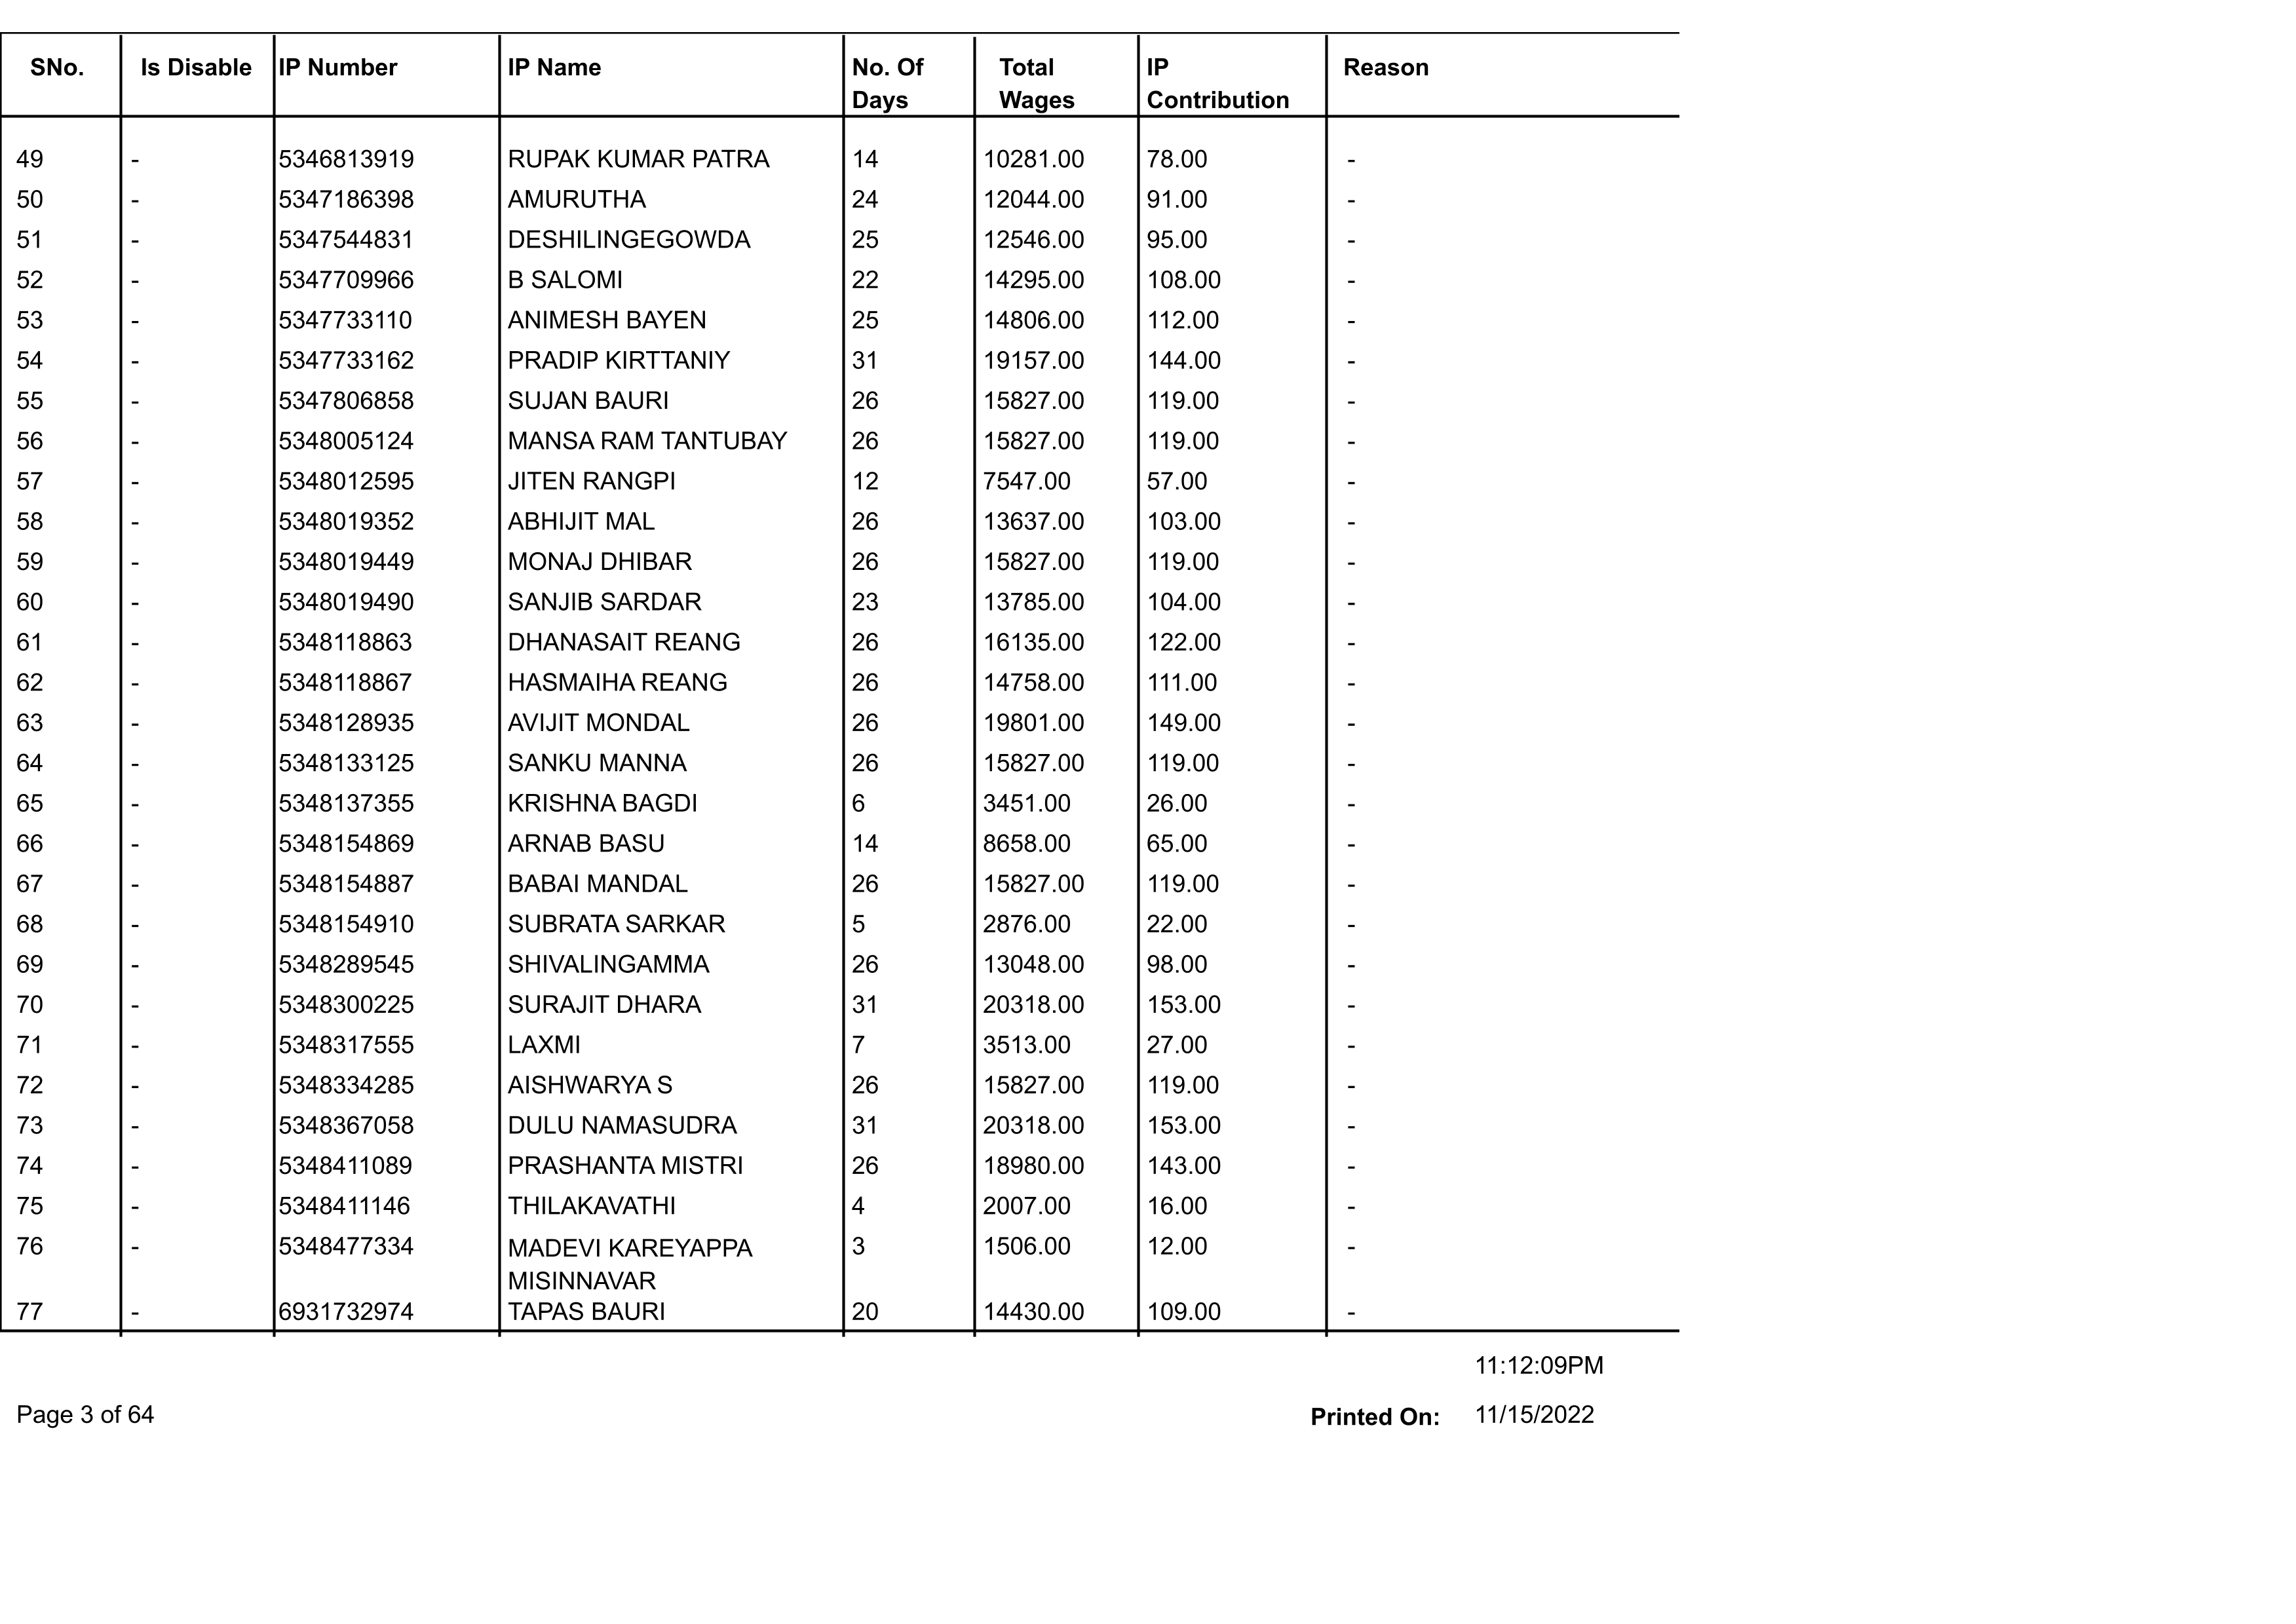 SNo. Is Disable IP Number IP Name No. Of Days Total Wages IP Contribution Reason
49 - 5346813919 RUPAK KUMAR PATRA 14 10281.00 78.00 -
50 - 5347186398 AMURUTHA 24 12044.00 91.00 -
51 - 5347544831 DESHILINGEGOWDA 25 12546.00 95.00 -
52 - 5347709966 B SALOMI 22 14295.00 108.00 -
53 - 5347733110 ANIMESH BAYEN 25 14806.00 112.00 -
54 - 5347733162 PRADIP KIRTTANIY 31 19157.00 144.00 -
55 - 5347806858 SUJAN BAURI 26 15827.00 119.00 -
56 - 5348005124 MANSA RAM TANTUBAY 26 15827.00 119.00 -
57 - 5348012595 JITEN RANGPI 12 7547.00 57.00 -
58 - 5348019352 ABHIJIT MAL 26 13637.00 103.00 -
59 - 5348019449 MONAJ DHIBAR 26 15827.00 119.00 -
60 - 5348019490 SANJIB SARDAR 23 13785.00 104.00 -
61 - 5348118863 DHANASAIT REANG 26 16135.00 122.00 -
62 - 5348118867 HASMAIHA REANG 26 14758.00 111.00 -
63 - 5348128935 AVIJIT MONDAL 26 19801.00 149.00 -
64 - 5348133125 SANKU MANNA 26 15827.00 119.00 -
65 - 5348137355 KRISHNA BAGDI 6 3451.00 26.00 -
66 - 5348154869 ARNAB BASU 14 8658.00 65.00 -
67 - 5348154887 BABAI MANDAL 26 15827.00 119.00 -
68 - 5348154910 SUBRATA SARKAR 5 2876.00 22.00 -
69 - 5348289545 SHIVALINGAMMA 26 13048.00 98.00 -
70 - 5348300225 SURAJIT DHARA 31 20318.00 153.00 -
71 - 5348317555 LAXMI 7 3513.00 27.00 -
72 - 5348334285 AISHWARYA S 26 15827.00 119.00 -
73 - 5348367058 DULU NAMASUDRA 31 20318.00 153.00 -
74 - 5348411089 PRASHANTA MISTRI 26 18980.00 143.00 -
75 - 5348411146 THILAKAVATHI 4 2007.00 16.00 -
76 - 5348477334 MADEVI KAREYAPPA 3 1506.00 12.00 -
MISINNAVAR
77 - 6931732974 TAPAS BAURI 20 14430.00 109.00 -
11:12:09PM
Page 3 of 64 Printed On: 11/15/2022